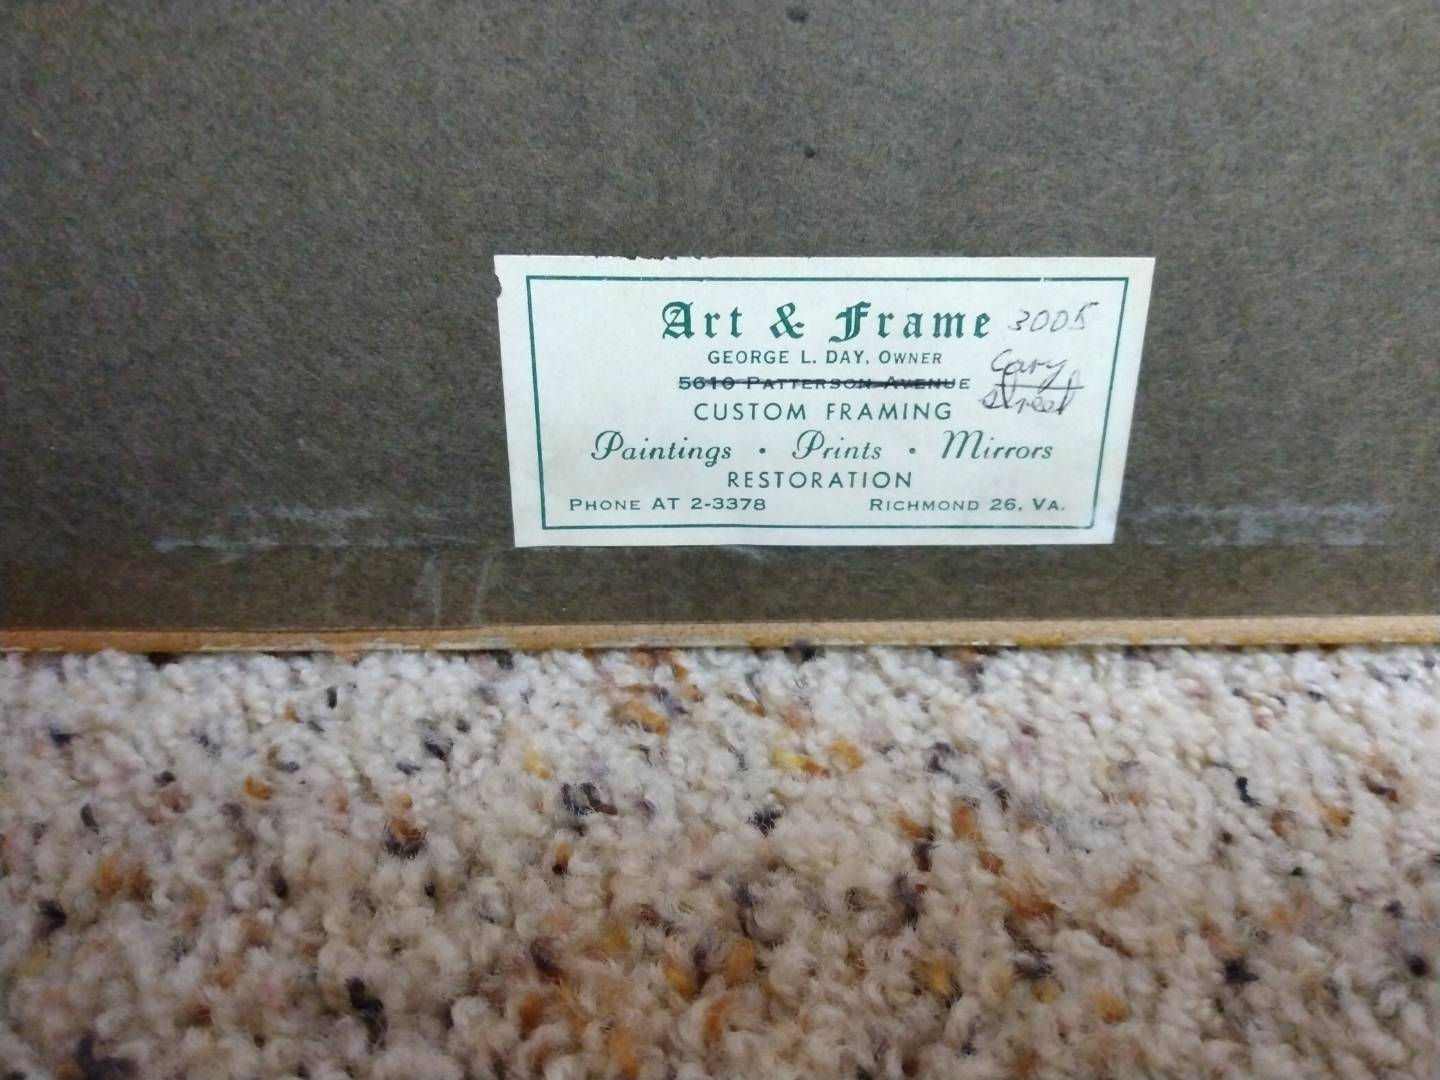 Art & Frame 3005
GEORGE L. DAY, OWNER Cary
5610 PATTERSON AVENUE street
CUSTOM FRAMING
Paintings · Prints · Mirrors
RESTORATION
PHONE AT 2-3378 RICHMOND 26, VA.